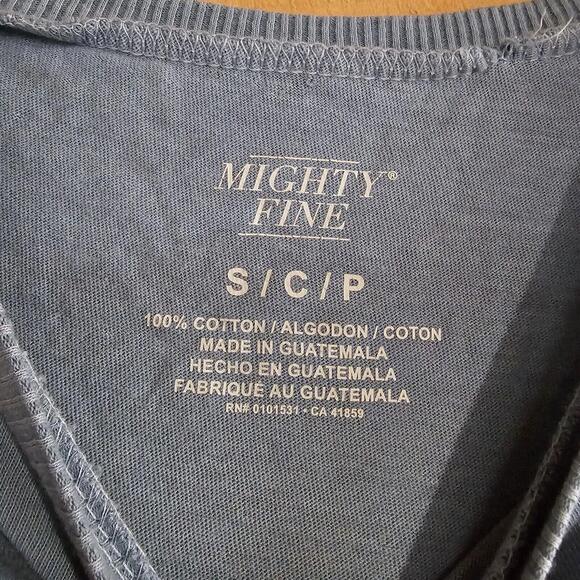 MIGHTY®
FINE
S / C / P
100% COTTON / ALGODON / COTON
MADE IN GUATEMALA
HECHO EN GUATEMALA
FABRIQUÉ AU GUATEMALA
RN# 0101531 • CA 41859